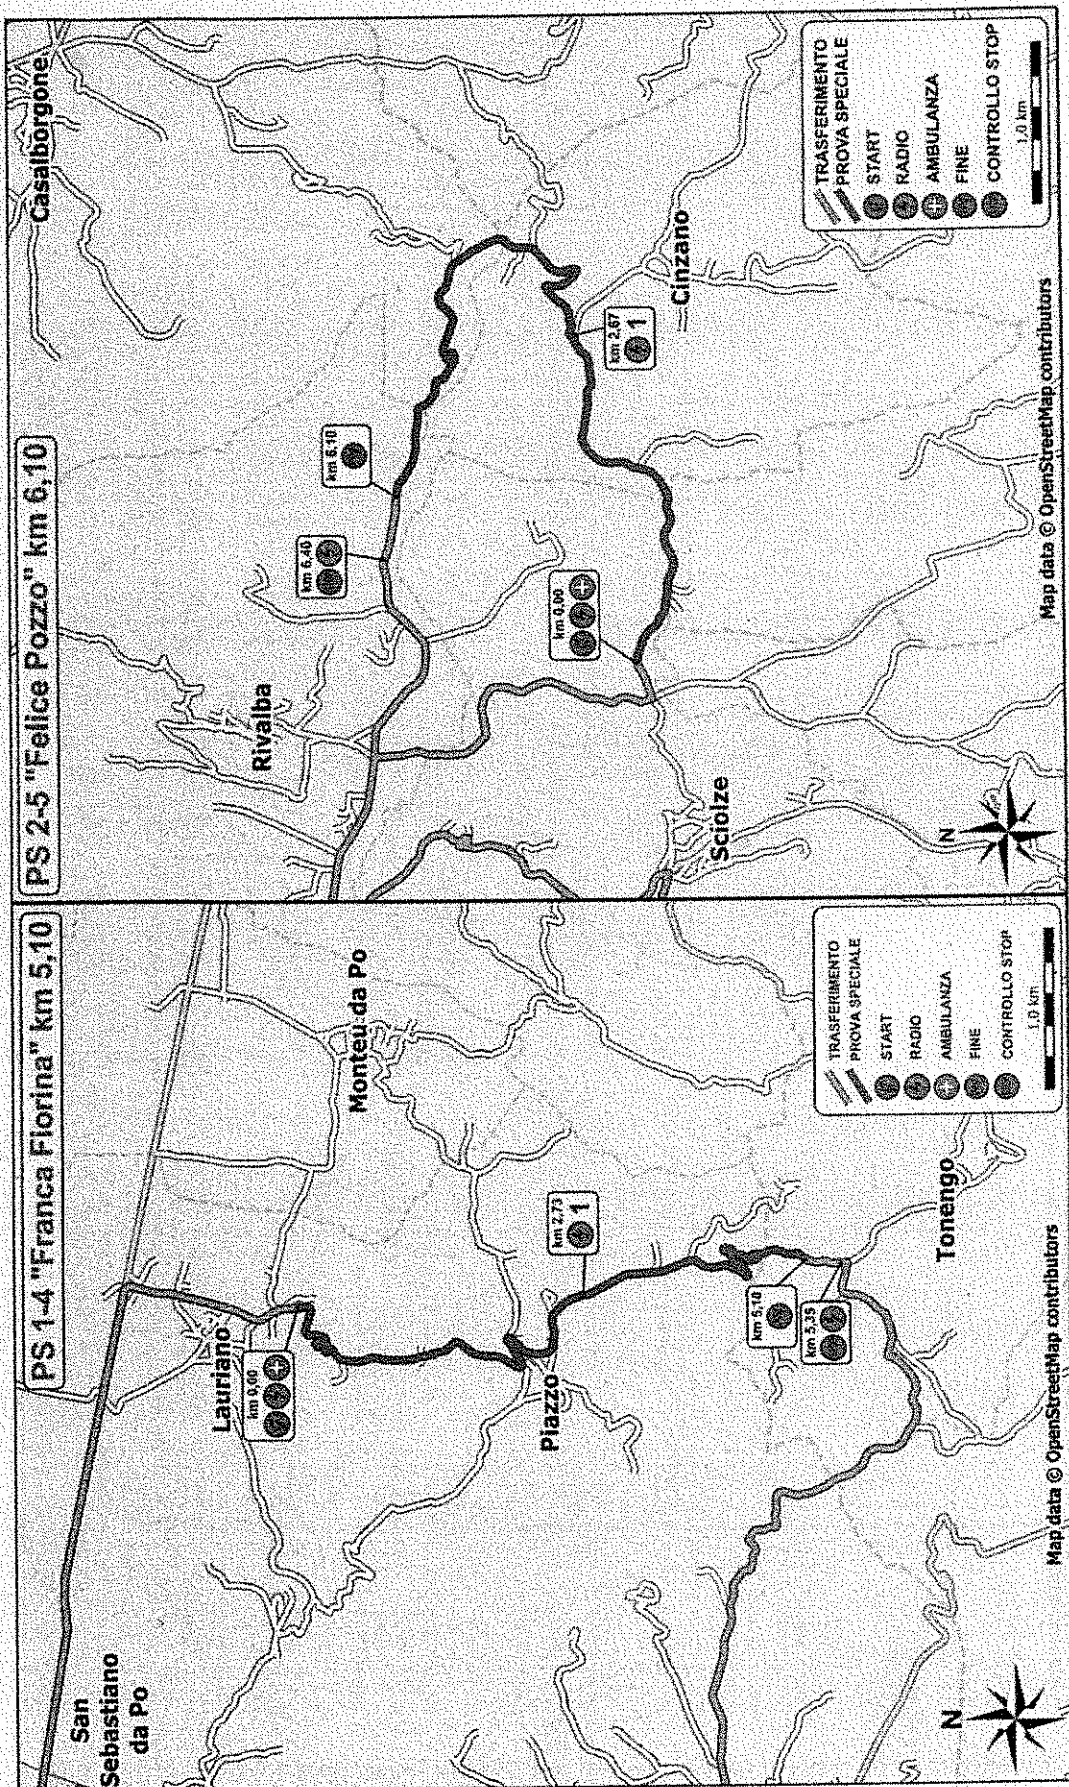 PS 1-4 "Franca Fiorina" km 5,10
San
Sebastiano
da Po
Lauriano
km 0,00
Monteu da Po
Piazzo
km 2,73
1
km 5,10
km 5,35
Tonengo
TRASFERIMENTO
PROVA SPECIALE
START
RADIO
AMBULANZA
FINE
CONTROLLO STOP
1,0 km
N
Map data © OpenStreetMap contributors
PS 2-5 "Felice Pozzo" km 6,10
Casalborgone
Rivalba
km 6,40
km 6,10
km 0,00
km 2,67
1
Cinzano
Sciolze
TRASFERIMENTO
PROVA SPECIALE
START
RADIO
AMBULANZA
FINE
CONTROLLO STOP
1,0 km
N
Map data © OpenStreetMap contributors